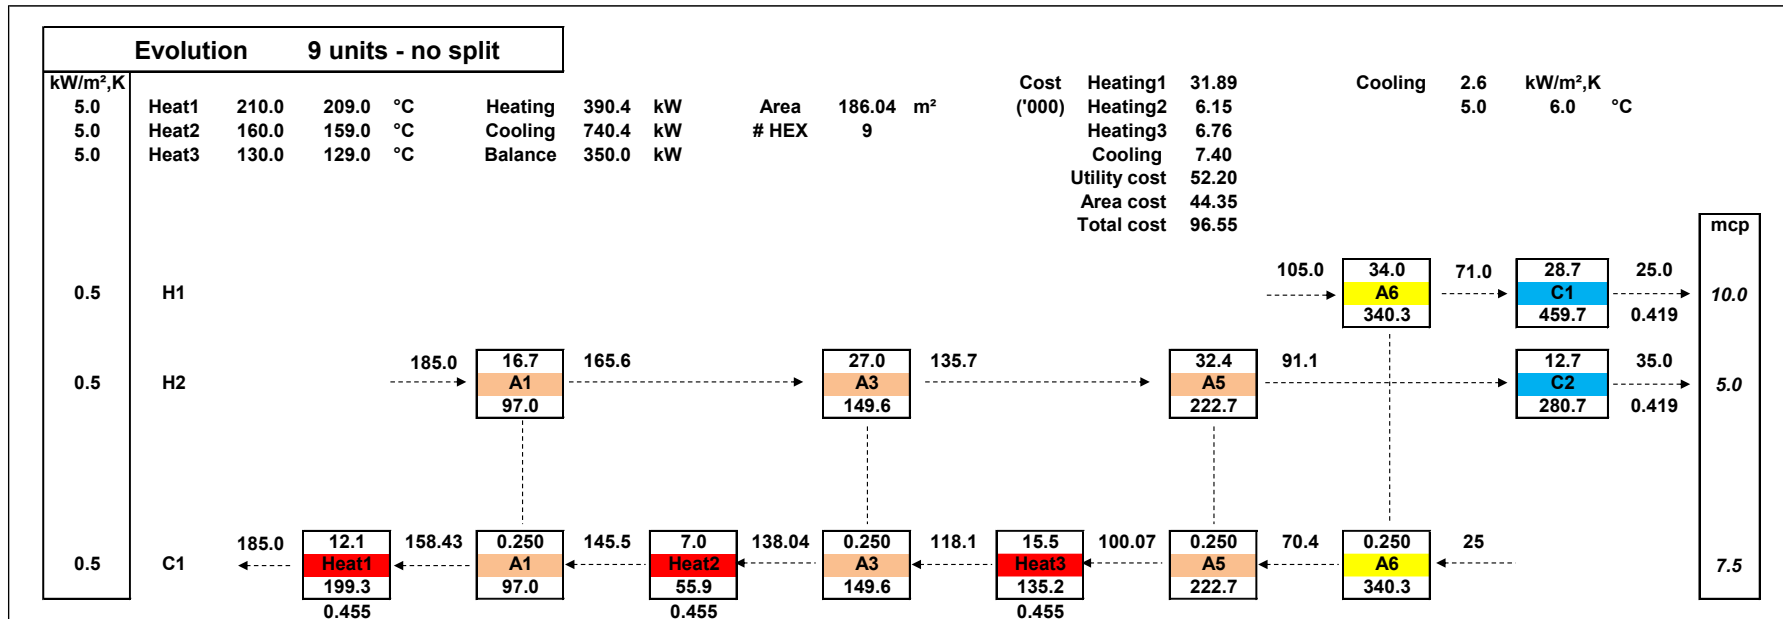 Evolution 9 units - no split
kW/m²,K Cost Heating1 31.89 Cooling 2.6 kW/m²,K
5.0 Heat1 210.0 209.0 °C Heating 390.4 kW Area 186.04 m² ('000) Heating2 6.15 5.0 6.0 °C
5.0 Heat2 160.0 159.0 °C Cooling 740.4 kW # HEX 9 Heating3 6.76
5.0 Heat3 130.0 129.0 °C Balance 350.0 kW Cooling 7.40
Utility cost 52.20
Area cost 44.35
Total cost 96.55 mcp
105.0 34.0 71.0 28.7 25.0
0.5 H1 A6 C1 10.0
340.3 459.7 0.419
185.0 16.7 165.6 27.0 135.7 32.4 91.1 12.7 35.0
0.5 H2 A1 A3 A5 C2 5.0
97.0 149.6 222.7 280.7 0.419
185.0 12.1 158.43 0.250 145.5 7.0 138.04 0.250 118.1 15.5 100.07 0.250 70.4 0.250 25
0.5 C1 Heat1 A1 Heat2 A3 Heat3 A5 A6 7.5
199.3 97.0 55.9 149.6 135.2 222.7 340.3
0.455 0.455 0.455